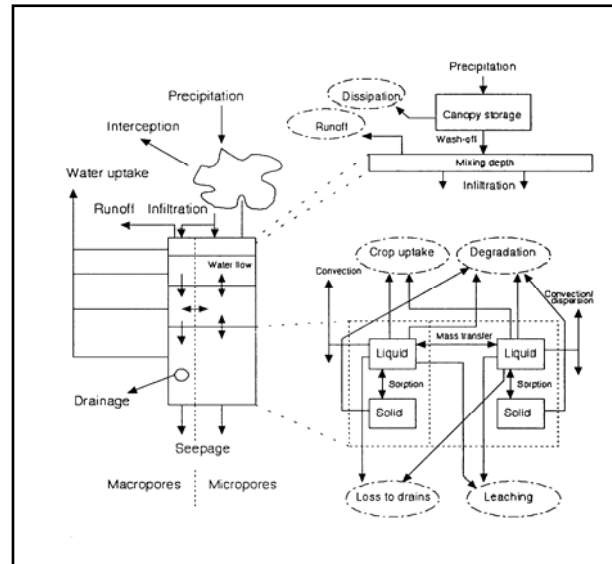 Precipitation
Interception
Water uptake
Runoff
Infiltration
Water flow
Drainage
Seepage
Macropores
Micropores
Precipitation
Dissipation
Canopy storage
Runoff
Wash-off
Mixing depth
Infiltration
Crop uptake
Degradation
Convection
Convection/
dispersion
Mass transfer
Liquid
Liquid
Sorption
Sorption
Solid
Solid
Loss to drains
Leaching